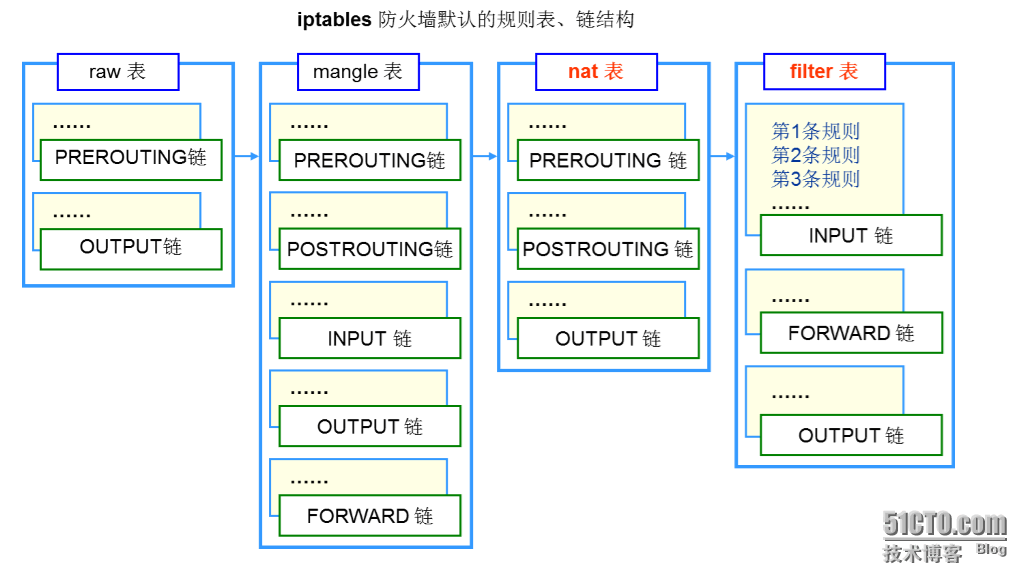 iptables 防火墙默认的规则表、链结构
raw 表
……
PREROUTING链
……
OUTPUT链
mangle 表
……
PREROUTING链
……
POSTROUTING链
……
INPUT 链
……
OUTPUT 链
……
FORWARD 链
nat 表
……
PREROUTING 链
……
POSTROUTING 链
……
OUTPUT 链
filter 表
第1条规则
第2条规则
第3条规则
……
INPUT 链
……
FORWARD 链
……
OUTPUT 链
51CTO.com
技术博客 Blog